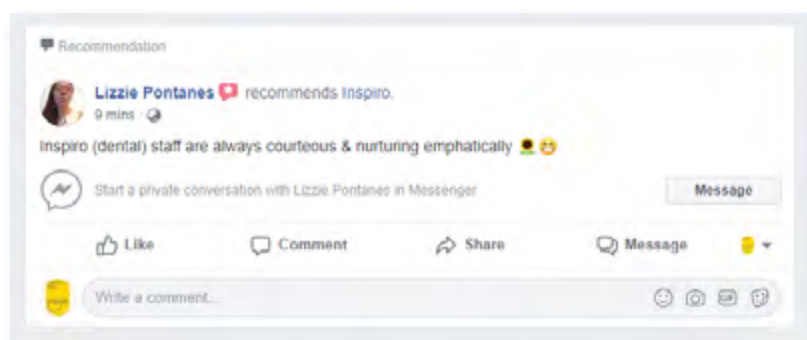 Recommendation
Lizzie Pontanes recommends Inspiro.
9 mins
Inspiro (dental) staff are always courteous & nurturing emphatically
Start a private conversation with Lizzie Pontanes in Messenger
Message
Like Comment Share Message
Write a comment...
GIF